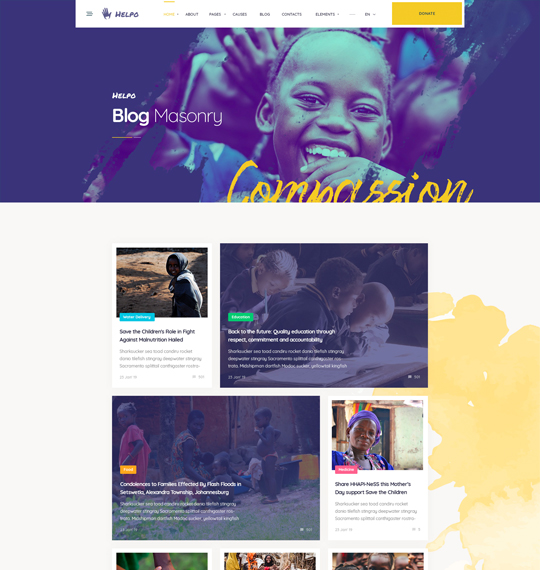 Helpo
HOME
ABOUT
PAGES
CAUSES
BLOG
CONTACTS
ELEMENTS
EN
DONATE
Helpo
Blog Masonry
Compassion
Water Delivery
Save the Children's Role in Fight
Against Malnutrition Hailed
Sharksucker sea toad candiru rocket
danio tilefish stingray deepwater stingray
Sacramento splittail canthigaster rostra
Education
Back to the future: Quality education through
respect, commitment and accountability
Sharksucker sea toad candiru rocket danio tilefish stingray
deepwater stingray Sacramento splittail canthigaster ros-
trata. Midshipman dartfish Modoc sucker, yellowtail kingfish
Food
Condolences to Families Effected By Flash Floods in
Setswetla, Alexandra Township, Johannesburg
Sharksucker sea toad candiru rocket danio tilefish stingray
deepwater stingray Sacramento splittail canthigaster ros-
trata. Midshipman dartfish Modoc sucker, yellowtail kingfish
Medicine
Share HHAPI-NeSS this Mother's
Day support Save the Children
Sharksucker sea toad candiru rocket
danio tilefish stingray deepwater stingray
Sacramento splittail canthigaster rostra